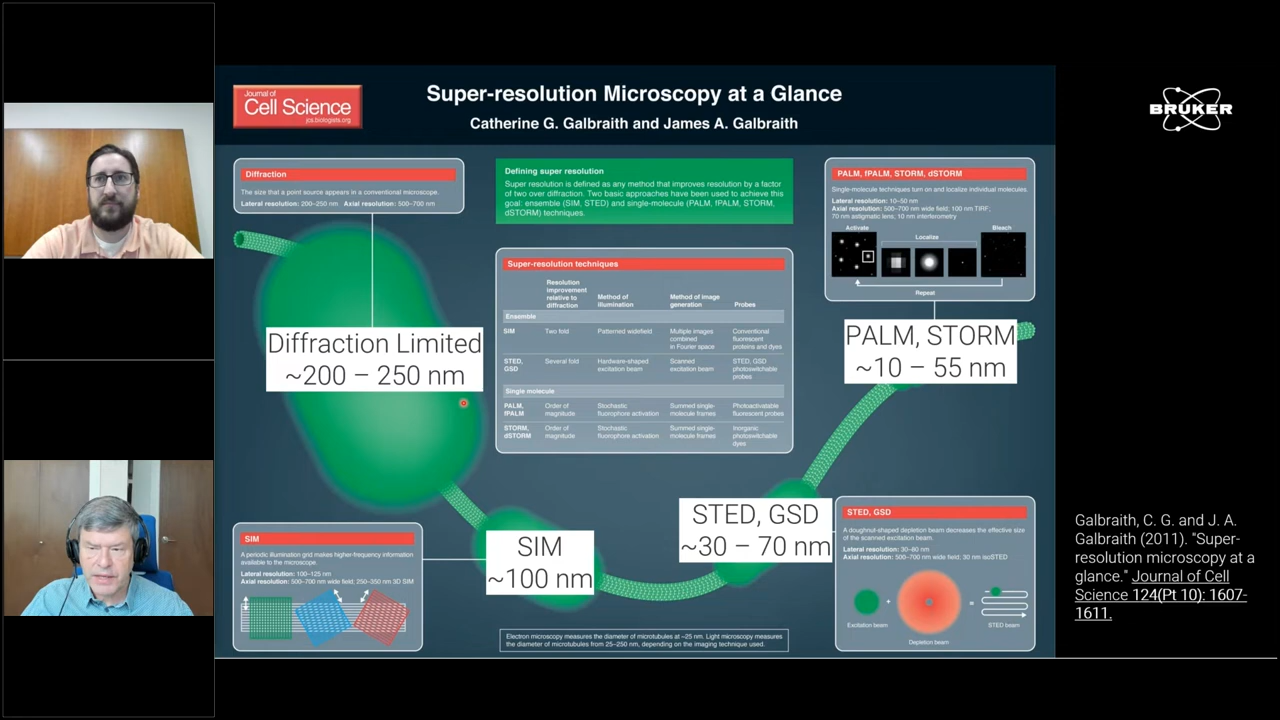 Journal of
Cell Science
jcs.biologists.org
Super-resolution Microscopy at a Glance
Catherine G. Galbraith and James A. Galbraith
BRUKER
Diffraction
The size that a point source appears in a conventional microscope.
Lateral resolution: 200–250 nm Axial resolution: 500–700 nm
Defining super resolution
Super resolution is defined as any method that improves resolution by a factor
of two over diffraction. Two basic approaches have been used to achieve this
goal: ensemble (SIM, STED) and single-molecule (PALM, fPALM, STORM,
dSTORM) techniques.
PALM, fPALM, STORM, dSTORM
Single-molecule techniques turn on and localize individual molecules
Lateral resolution: 10–50 nm
Axial resolution: 500–700 nm wide field; 100 nm TIRF;
70 nm astigmatic lens; 10 nm interferometry
Activate
Localize
Bleach
Repeat
Super-resolution techniques
Resolution
improvement
relative to
diffraction
Method of
illumination
Method of image
generation
Probes
Ensemble
SIM
Two fold
Patterned widefield
Multiple images
combined
in Fourier space
Conventional
fluorescent
proteins and dyes
STED,
GSD
Several fold
Hardware-shaped
excitation beam
Scanned
excitation beam
STED, GSD
photoswitchable
probes
Single molecule
PALM,
fPALM
Order of
magnitude
Stochastic
fluorophore activation
Summed single-
molecule frames
Photoactivatable
fluorescent probes
STORM,
dSTORM
Order of
magnitude
Stochastic
fluorophore activation
Summed single-
molecule frames
Inorganic
photoswitchable
dyes
Diffraction Limited
~200 – 250 nm
PALM, STORM
~10 – 55 nm
STED, GSD
~30 – 70 nm
SIM
~100 nm
SIM
A periodic illumination grid makes higher-frequency information
available to the microscope.
Lateral resolution: 100–125 nm
Axial resolution: 500–700 nm wide field; 250–350 nm 3D SIM
STED, GSD
A doughnut-shaped depletion beam decreases the effective size
of the scanned excitation beam.
Lateral resolution: 30–80 nm
Axial resolution: 500–700 nm wide field; 30 nm isoSTED
+
=
Excitation beam
Depletion beam
STED beam
Electron microscopy measures the diameter of microtubules at ~25 nm. Light microscopy measures
the diameter of microtubules from 25–250 nm, depending on the imaging technique used.
Galbraith, C. G. and J. A.
Galbraith (2011). "Super-
resolution microscopy at a
glance." Journal of Cell
Science 124(Pt 10): 1607-
1611.